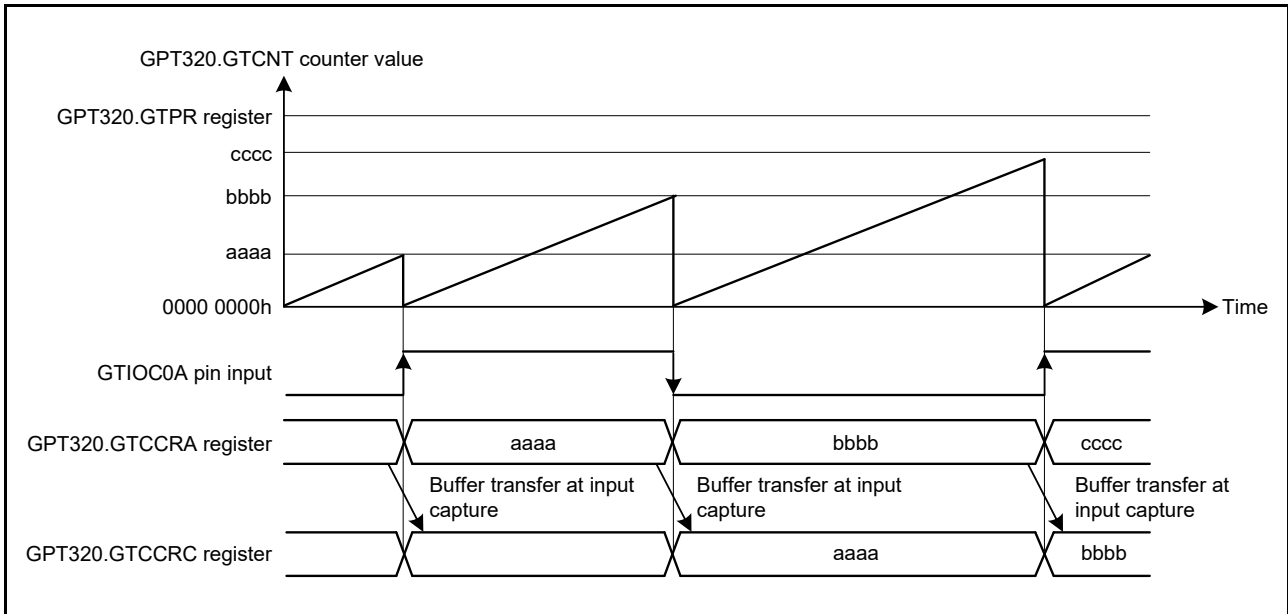 GPT320.GTCNT counter value
GPT320.GTPR register
cccc
bbbb
aaaa
0000 0000h
Time
GTIOC0A pin input
GPT320.GTCCRA register
aaaa
bbbb
cccc
Buffer transfer at input
capture
Buffer transfer at input
capture
Buffer transfer at
input capture
GPT320.GTCCRC register
aaaa
bbbb